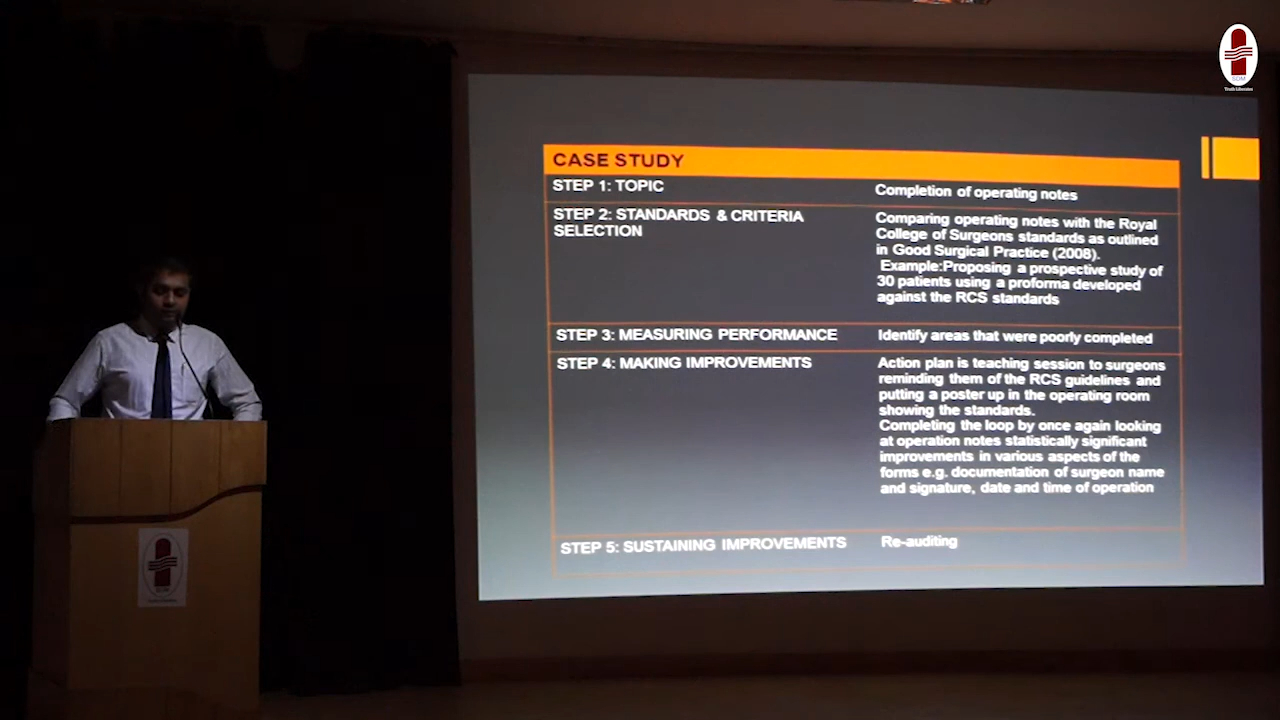 CASE STUDY
STEP 1: TOPIC
Completion of operating notes
STEP 2: STANDARDS & CRITERIA
SELECTION
Comparing operating notes with the Royal
College of Surgeons standards as outlined
in Good Surgical Practice (2008).
Example:Proposing a prospective study of
30 patients using a proforma developed
against the RCS standards
STEP 3: MEASURING PERFORMANCE
Identify areas that were poorly completed
STEP 4: MAKING IMPROVEMENTS
Action plan is teaching session to surgeons
reminding them of the RCS guidelines and
putting a poster up in the operating room
showing the standards.
Completing the loop by once again looking
at operation notes statistically significant
improvements in various aspects of the
forms e.g. documentation of surgeon name
and signature, date and time of operation
STEP 5: SUSTAINING IMPROVEMENTS
Re-auditing
SDM
Truth Liberates
SDM